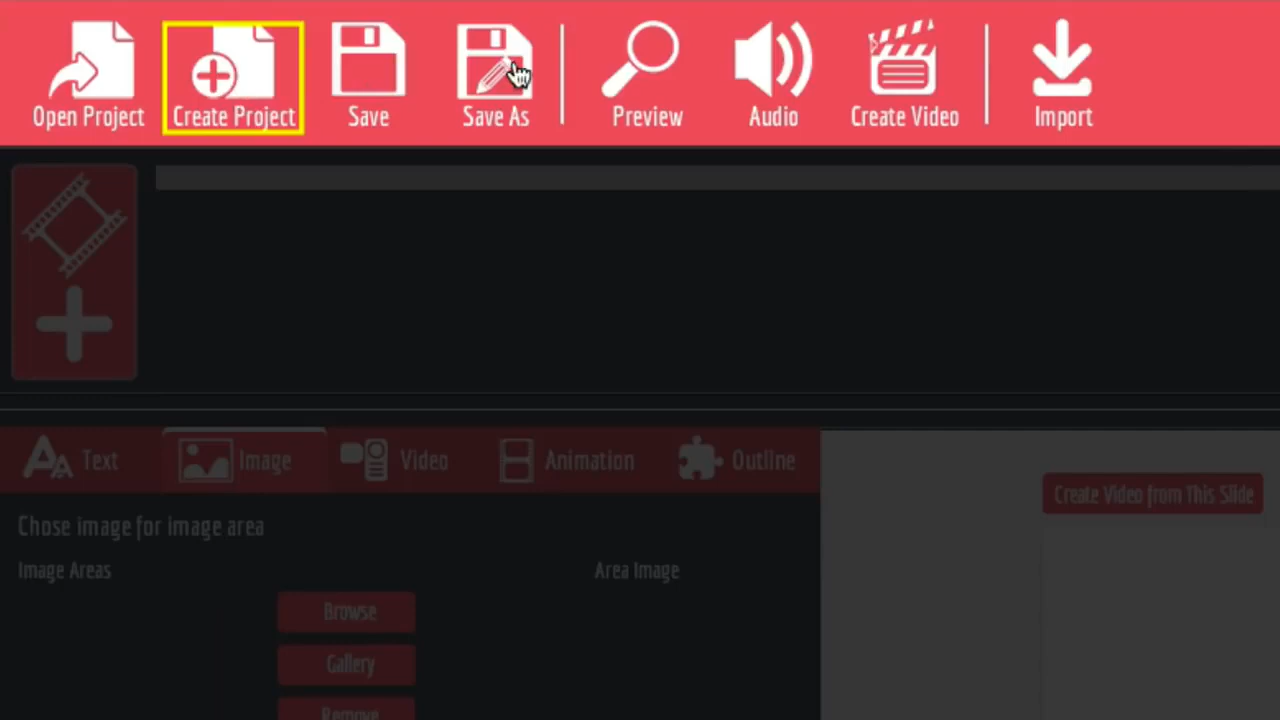 Open Project
Create Project
Save
Save As
Preview
Audio
Create Video
Import
Text
Image
Video
Animation
Outline
Create Video from This Slide
Chose image for image area
Image Areas
Area Image
Browse
Gallery
Remove